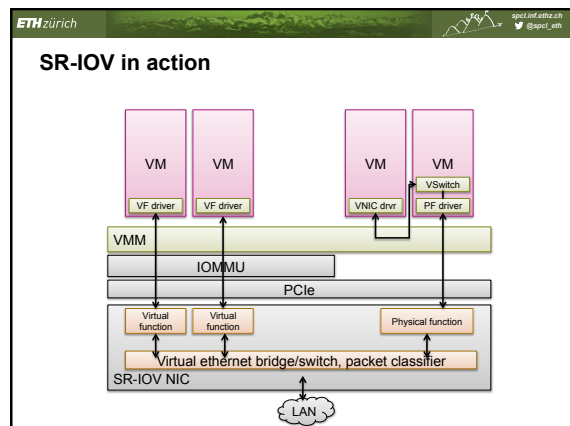 ETH zürich
spcl.inf.ethz.ch
@spcl_eth
SR-IOV in action
VM
VM
VM
VM
VSwitch
VF driver
VF driver
VNIC drvr
PF driver
VMM
IOMMU
PCIe
Virtual function
Virtual function
Physical function
Virtual ethernet bridge/switch, packet classifier
SR-IOV NIC
LAN